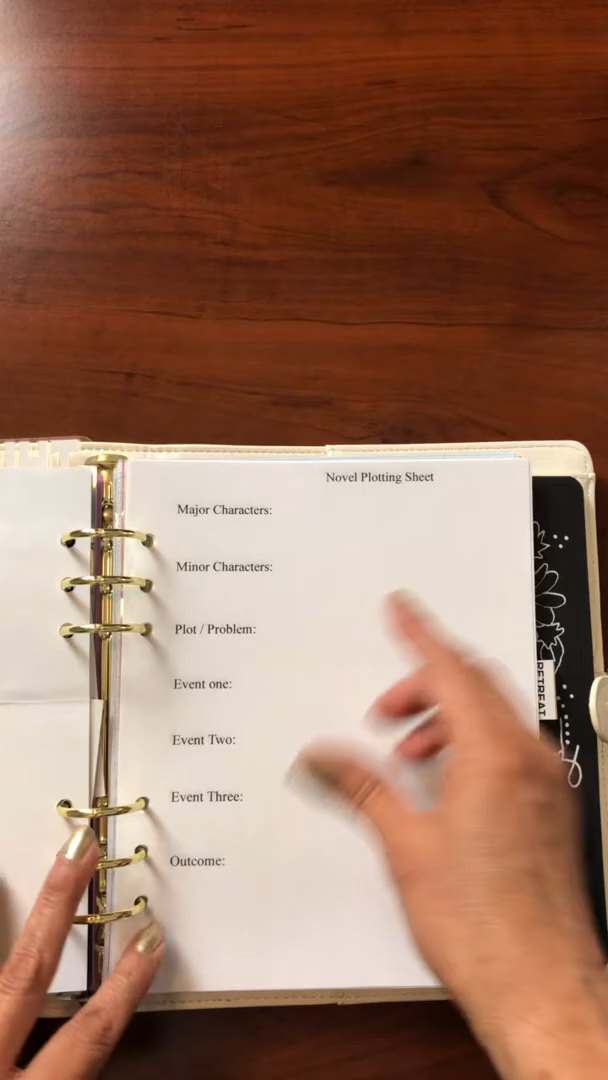 Novel Plotting Sheet
Major Characters:
Minor Characters:
Plot / Problem:
Event one:
Event Two:
Event Three:
Outcome:
RETREAT